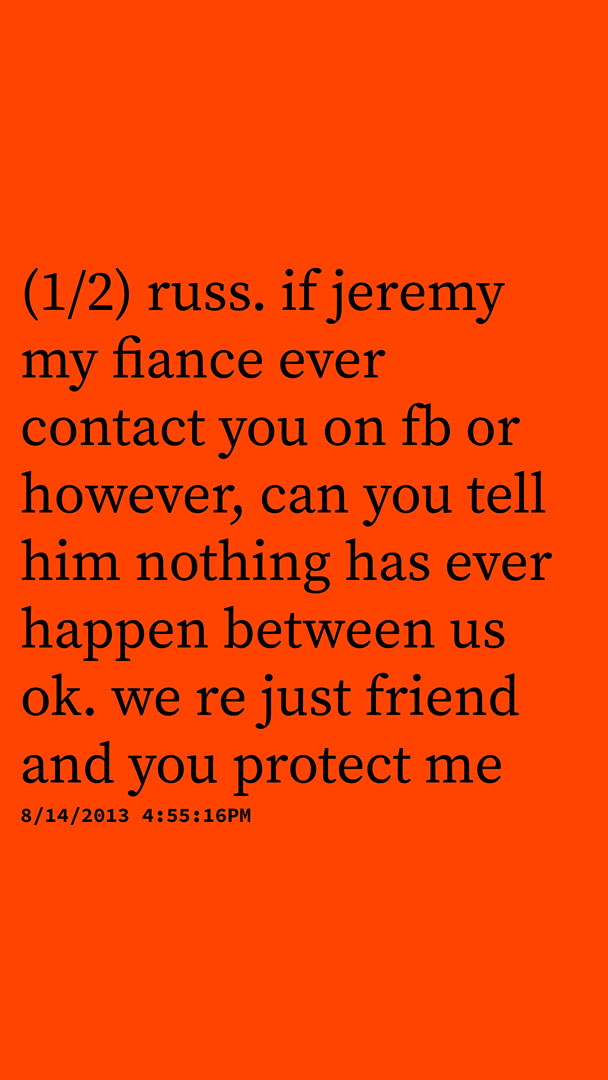 (1/2) russ. if jeremy
my fiance ever
contact you on fb or
however, can you tell
him nothing has ever
happen between us
ok. we re just friend
and you protect me
8/14/2013 4:55:16PM